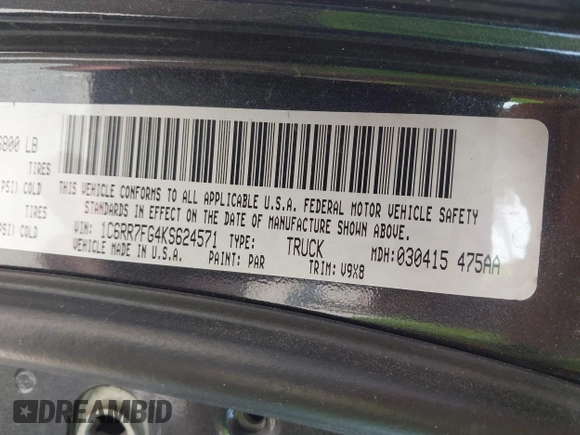 6800 LB
TIRES
PSI) COLD
TIRES
PSI) COLD
THIS VEHICLE CONFORMS TO ALL APPLICABLE U.S.A. FEDERAL MOTOR VEHICLE SAFETY
STANDARDS IN EFFECT ON THE DATE OF MANUFACTURE SHOWN ABOVE.
VIN: 1C6RR7FG4KS624571 TYPE: TRUCK MDH:030415 475AA
VEHICLE MADE IN U.S.A. PAINT: PAR TRIM: V9X8
DREAMBID